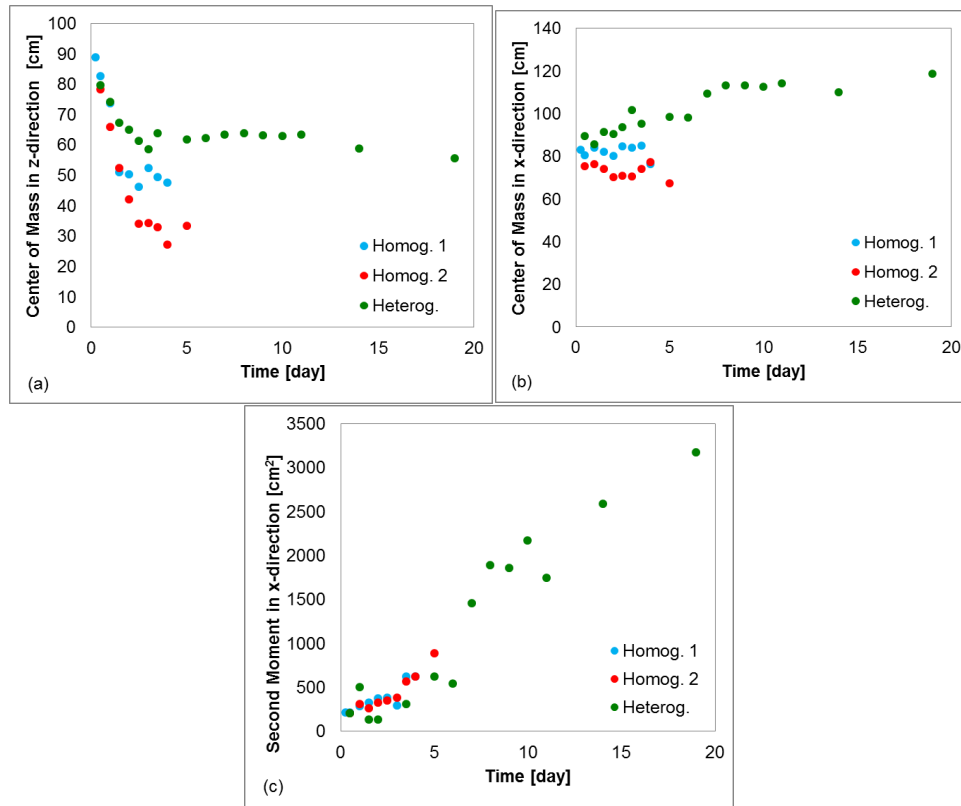 Center of Mass in z-direction [cm]
100
90
80
70
60
50
40
30
20
10
0
0 5 10 15 20
Time [day]
Homog. 1
Homog. 2
Heterog.
(a)
Center of Mass in x-direction [cm]
140
120
100
80
60
40
20
0
0 5 10 15 20
Time [day]
Homog. 1
Homog. 2
Heterog.
(b)
Second Moment in x-direction [cm²]
3500
3000
2500
2000
1500
1000
500
0
0 5 10 15 20
Time [day]
Homog. 1
Homog. 2
Heterog.
(c)